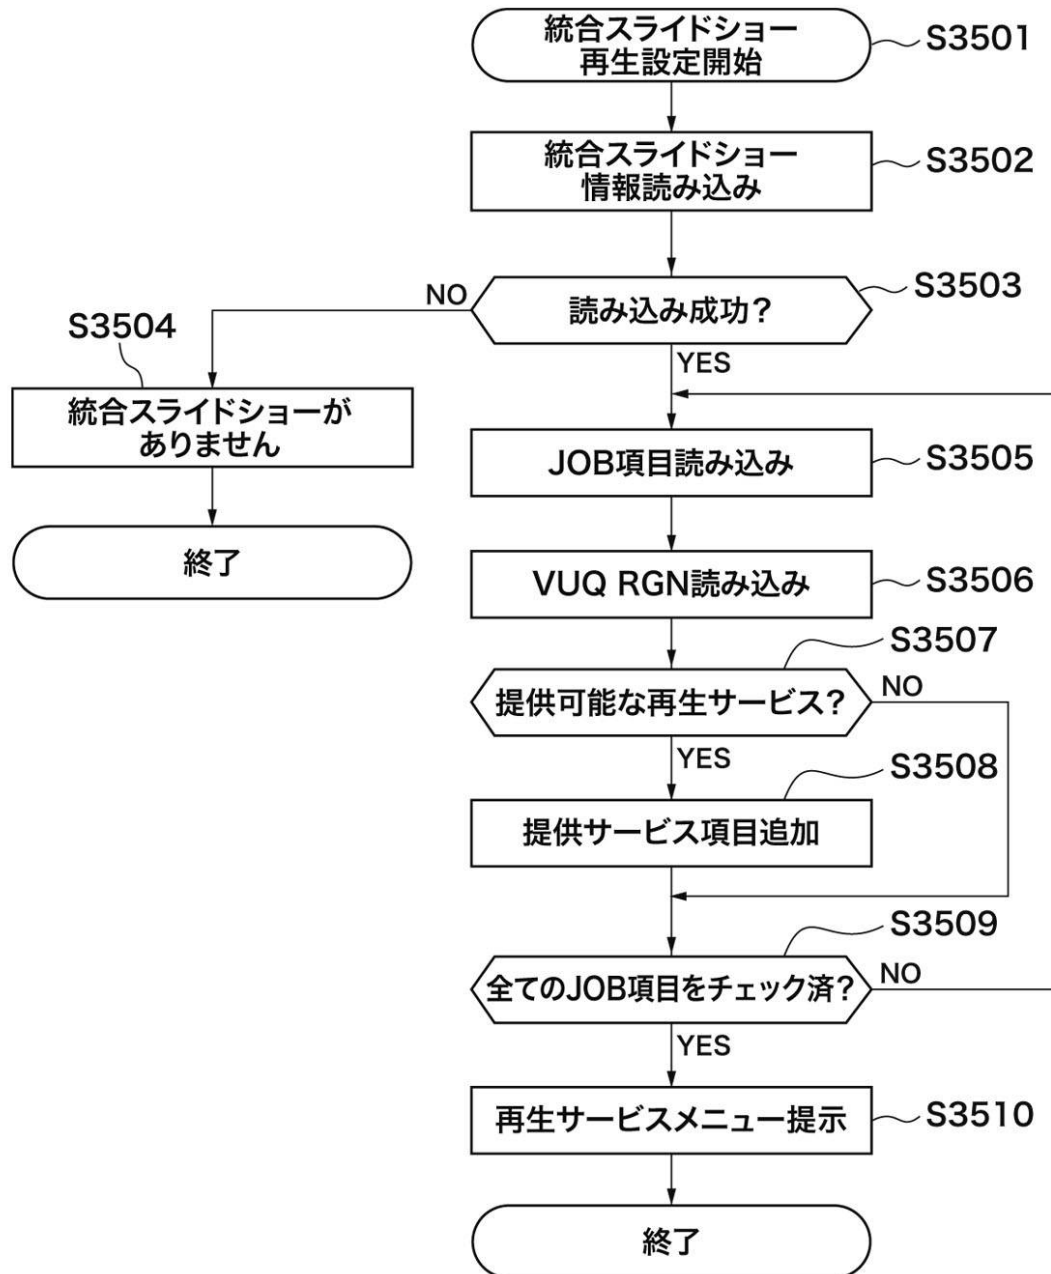 統合スライドショー
再生設定開始
S3501
統合スライドショー
情報読み込み
S3502
読み込み成功?
S3503
NO
YES
S3504
統合スライドショーが
ありません
終了
JOB項目読み込み
S3505
VUQ RGN読み込み
S3506
S3507
提供可能な再生サービス?
NO
YES
S3508
提供サービス項目追加
S3509
全てのJOB項目をチェック済?
NO
YES
再生サービスメニュー提示
S3510
終了